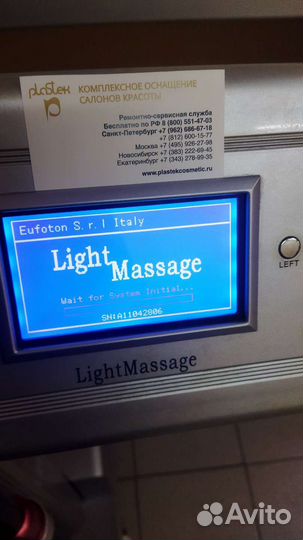 plastek КОМПЛЕКСНОЕ ОСНАЩЕНИЕ
САЛОНОВ КРАСОТЫ
Ремонтно-сервисная служба
Бесплатно по РФ 8 (800) 551-47-03
Санкт-Петербург +7 (962) 686-67-18
+7 (812) 600-15-77
Москва +7 (495) 926-27-98
Новосибирск +7 (383) 222-69-45
Екатеринбург +7 (343) 278-99-35
www.plastekcosmetic.ru
Eufoton S.r.l Italy
Light
Massage
Wait for System Initial...
SN:A11042806
LEFT
LightMassage
Avito